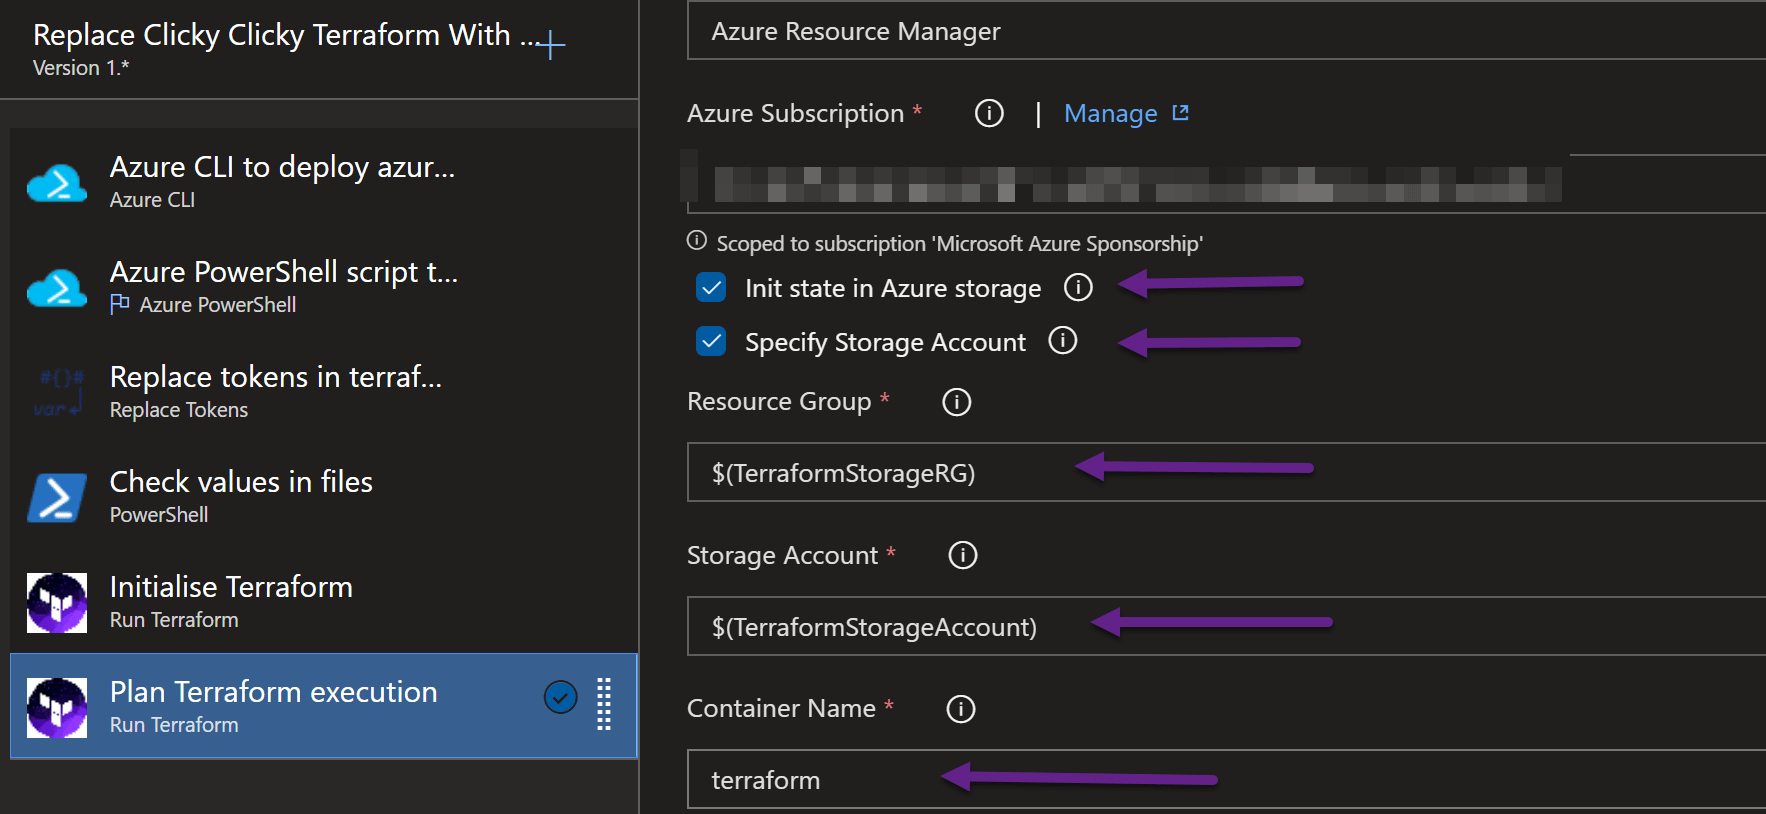 Replace Clicky Clicky Terraform With ...
Version 1.*
Azure CLI to deploy azur...
Azure CLI
Azure PowerShell script t...
Azure PowerShell
#{}#
var
Replace tokens in terraf...
Replace Tokens
Check values in files
PowerShell
Initialise Terraform
Run Terraform
Plan Terraform execution
Run Terraform
Azure Resource Manager
Azure Subscription * | Manage
Scoped to subscription 'Microsoft Azure Sponsorship'
Init state in Azure storage
Specify Storage Account
Resource Group *
$(TerraformStorageRG)
Storage Account *
$(TerraformStorageAccount)
Container Name *
terraform